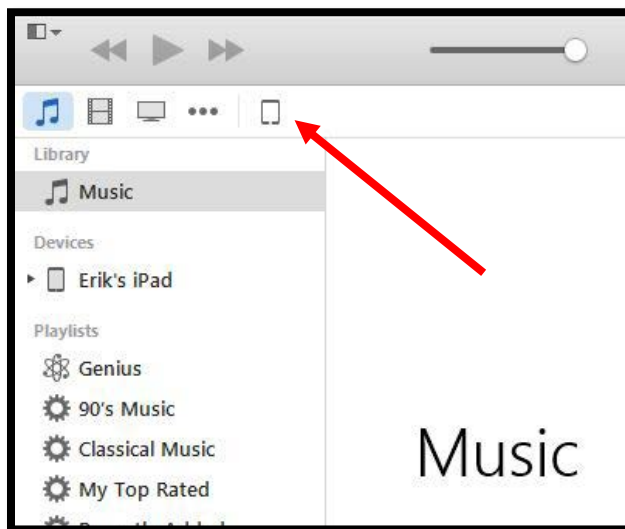 Library
Music
Devices
Erik's iPad
Playlists
Genius
90's Music
Classical Music
My Top Rated
Music